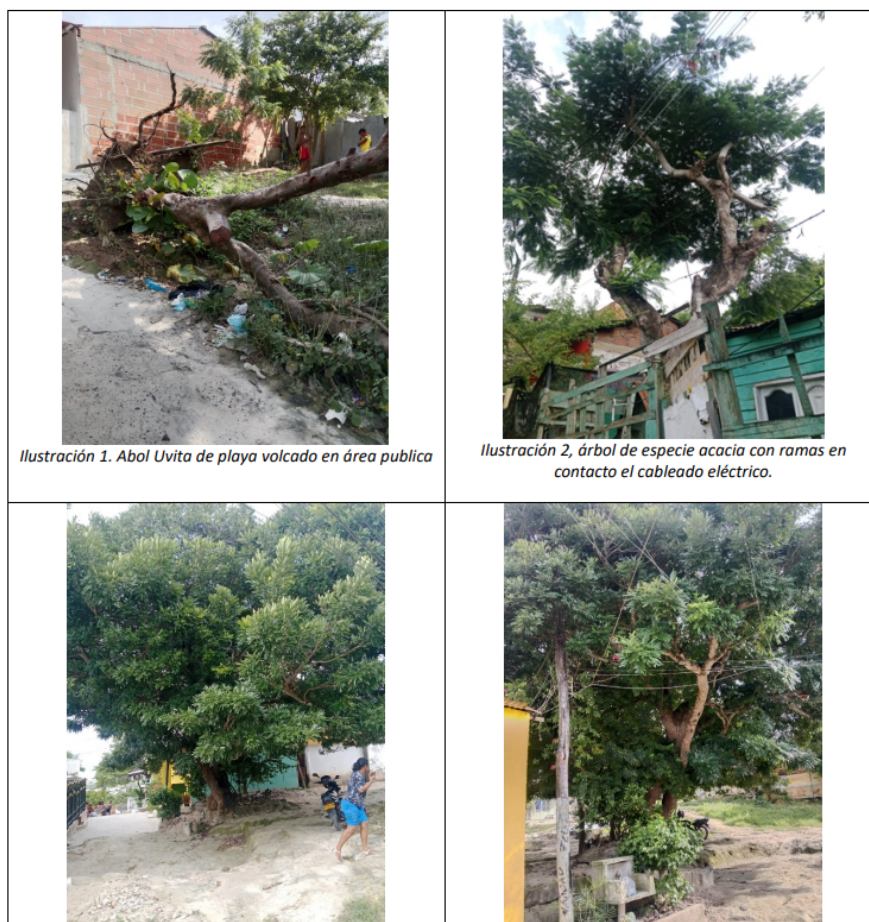 Ilustración 1. Abol Uvita de playa volcado en área publica
Ilustración 2, árbol de especie acacia con ramas en
contacto el cableado eléctrico.